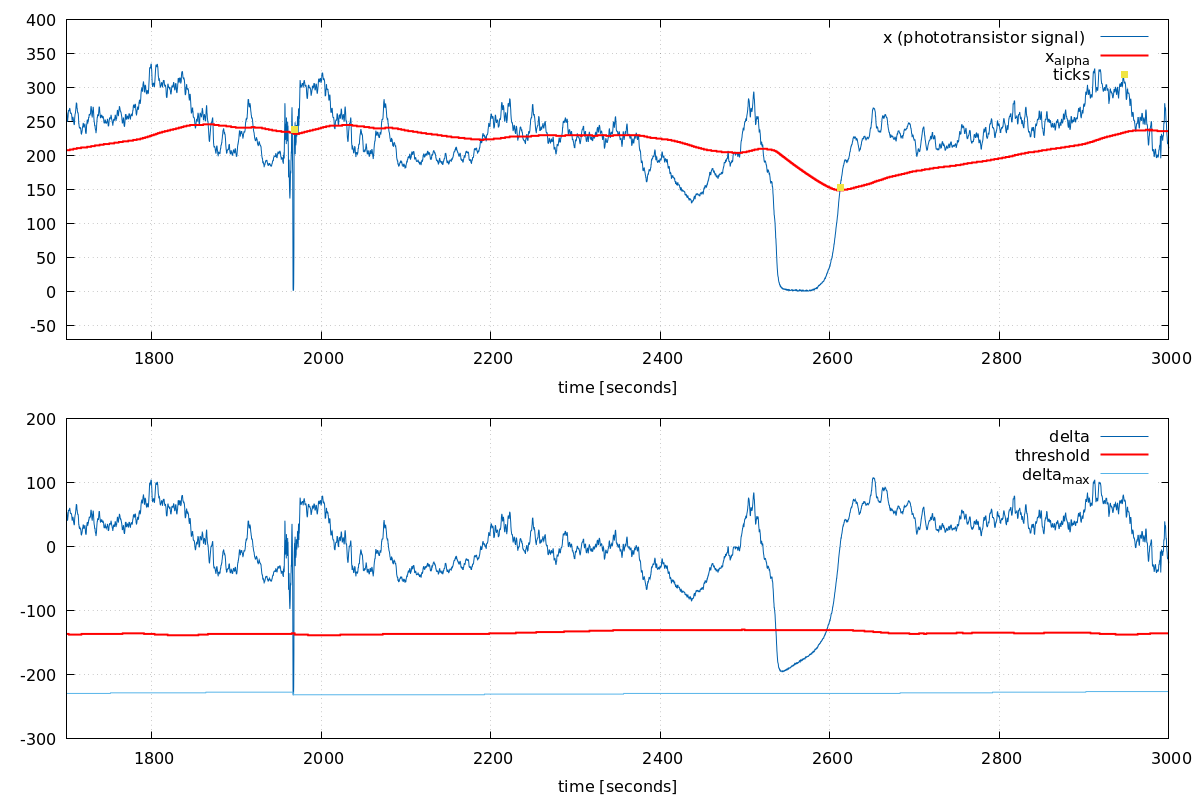 400
350
300
250
200
150
100
50
0
-50
x (phototransistor signal)
xalpha
ticks
1800 2000 2200 2400 2600 2800 3000
time [seconds]
200
100
0
-100
-200
-300
delta
threshold
deltamax
1800 2000 2200 2400 2600 2800 3000
time [seconds]